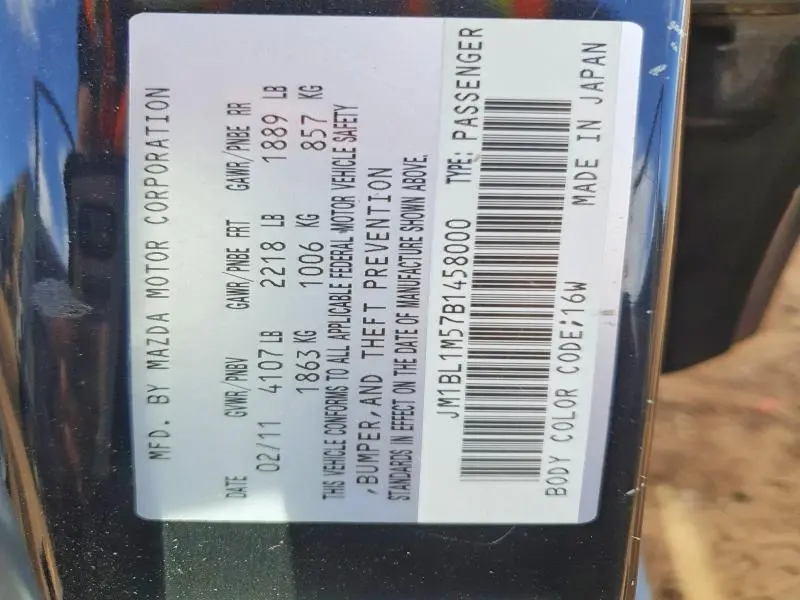 MFD. BY MAZDA MOTOR CORPORATION
DATE GVWR/PNBV GAWR/PNBE FRT GAWR/PNBE RR
02/11 4107 LB 2218 LB 1889 LB
1863 KG 1006 KG 857 KG
THIS VEHICLE CONFORMS TO ALL APPLICABLE FEDERAL MOTOR VEHICLE SAFETY
,BUMPER,AND THEFT PREVENTION
STANDARDS IN EFFECT ON THE DATE OF MANUFACTURE SHOWN ABOVE.
JM1BL1M57B1458000 TYPE: PASSENGER
BODY COLOR CODE;16W MADE IN JAPAN